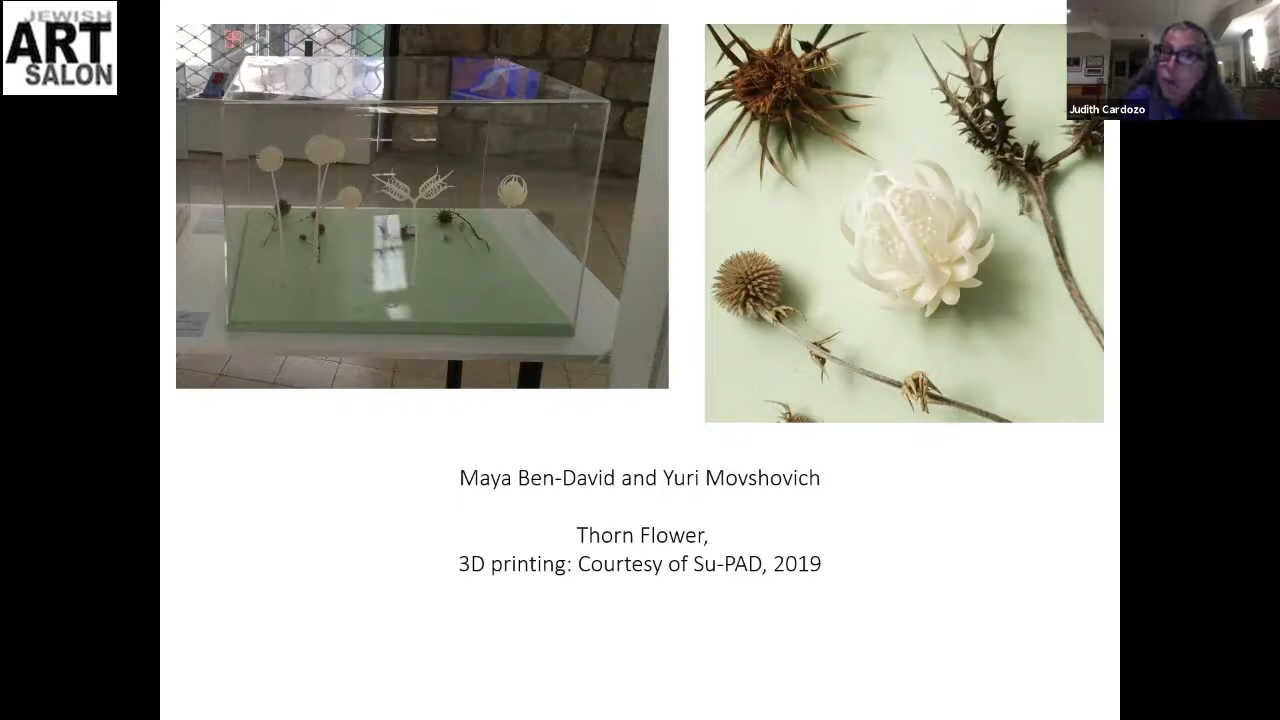 JEWISH
ART
SALON
Judith Cardozo
Maya Ben-David and Yuri Movshovich
Thorn Flower,
3D printing: Courtesy of Su-PAD, 2019